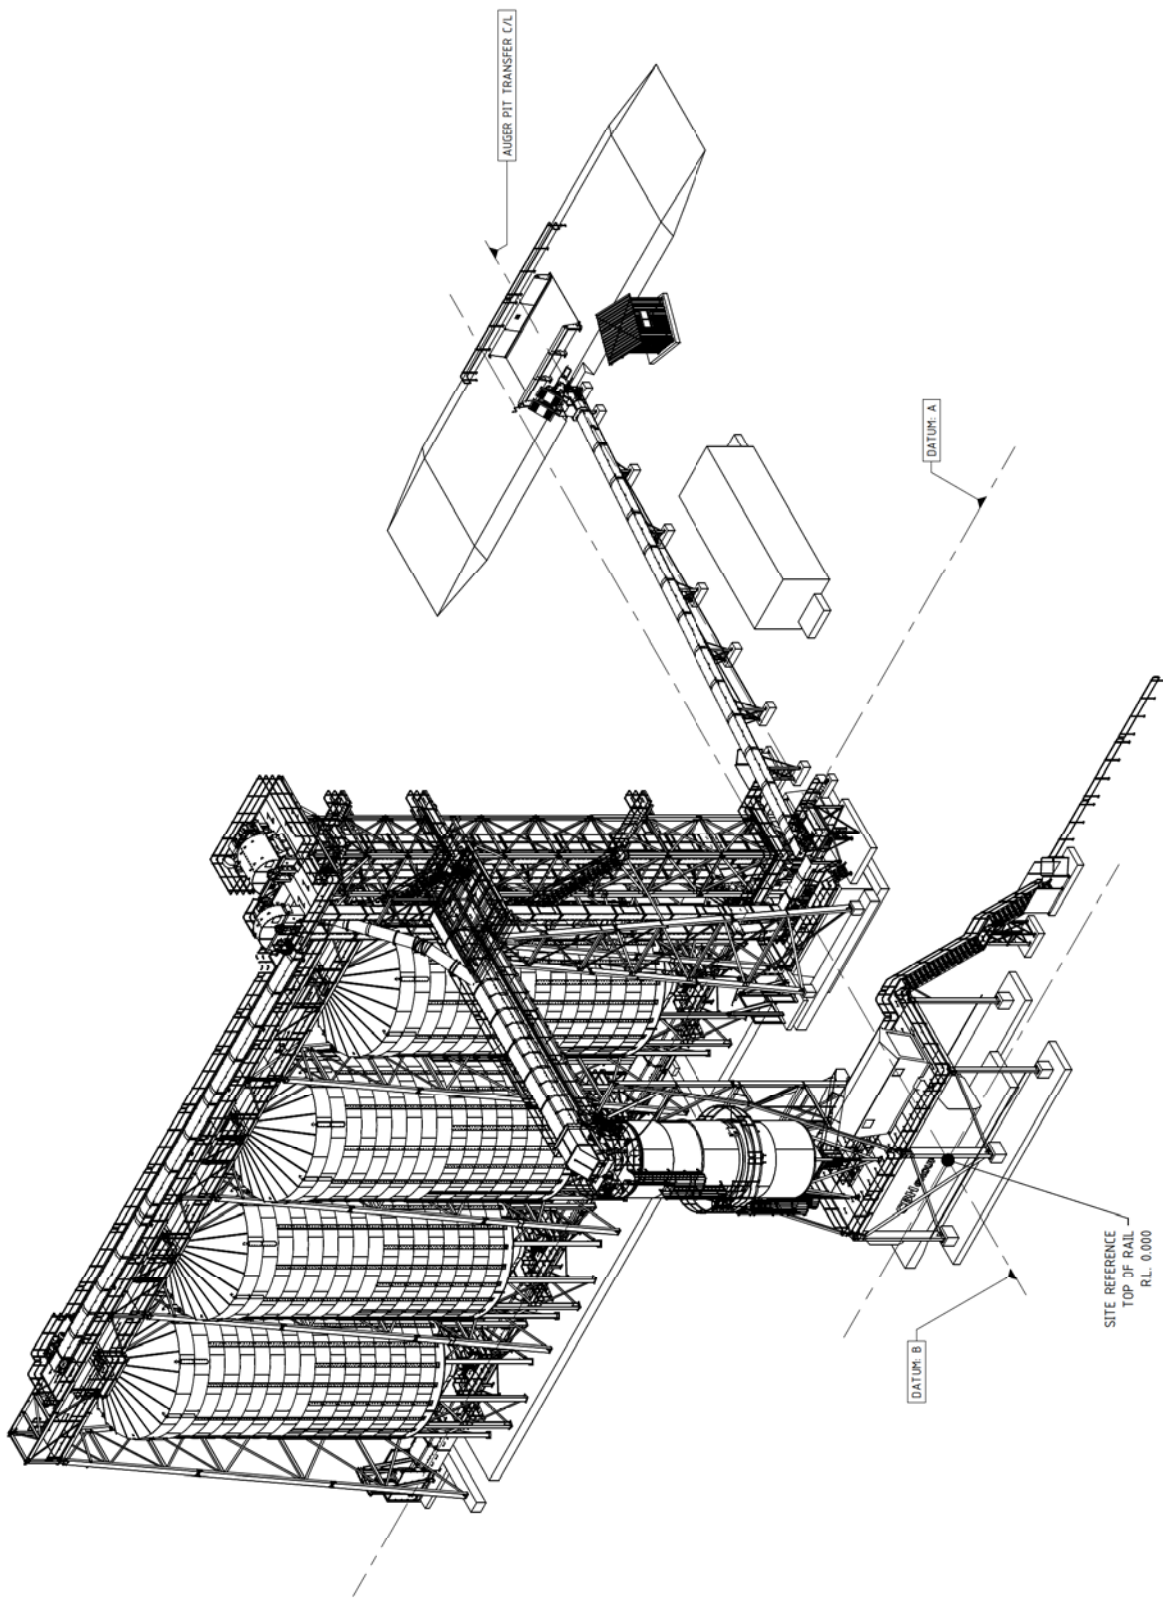 AUGER PIT TRANSFER C/L
DATUM: A
DATUM: B
SITE REFERENCE
TOP OF RAIL
RL. 0.000